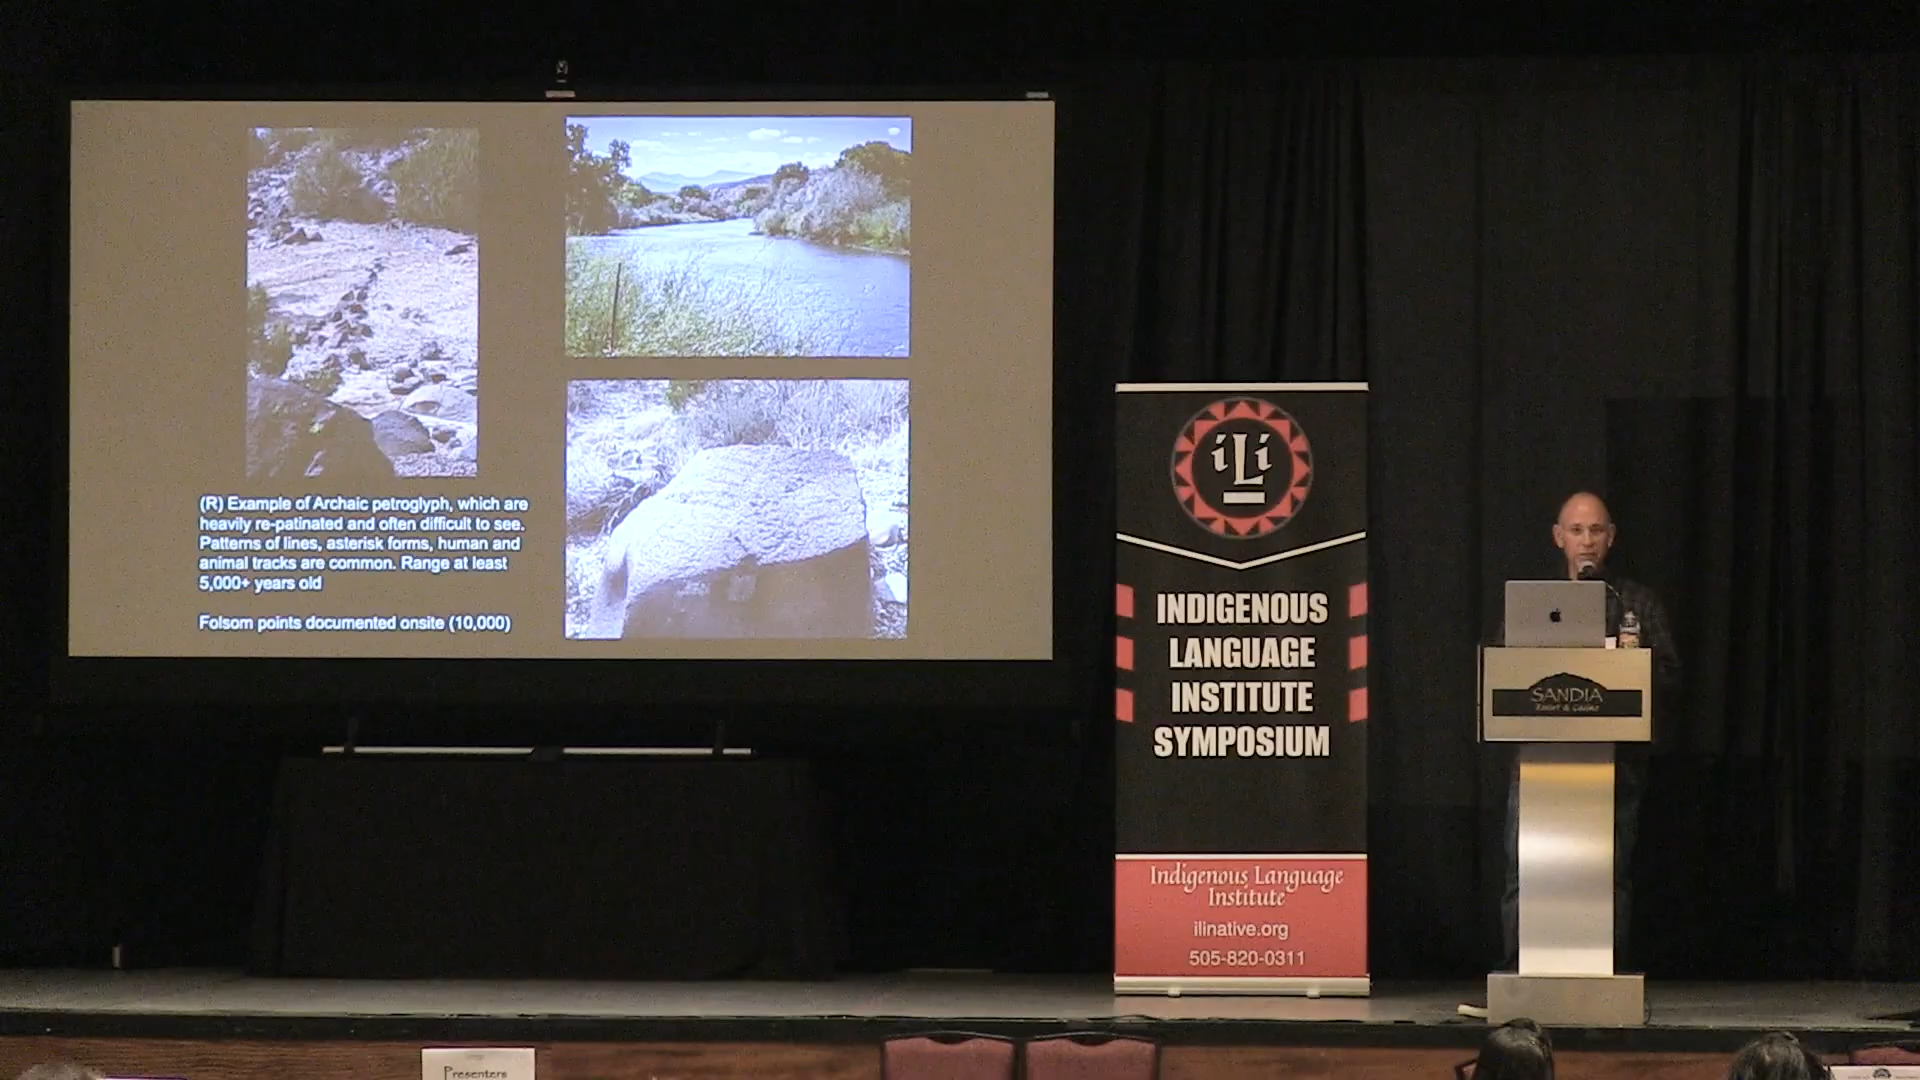 (R) Example of Archaic petroglyph, which are
heavily re-patinated and often difficult to see.
Patterns of lines, asterisk forms, human and
animal tracks are common. Range at least
5,000+ years old
Folsom points documented onsite (10,000)
iLi
INDIGENOUS
LANGUAGE
INSTITUTE
SYMPOSIUM
Indigenous Language
Institute
ilinative.org
505-820-0311
SANDIA
Resort & Casino
Presenters